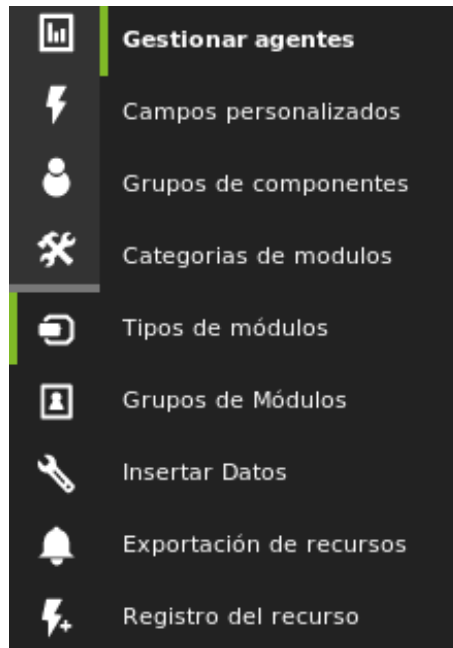 Gestionar agentes
Campos personalizados
Grupos de componentes
Categorias de modulos
Tipos de módulos
Grupos de Módulos
Insertar Datos
Exportación de recursos
Registro del recurso